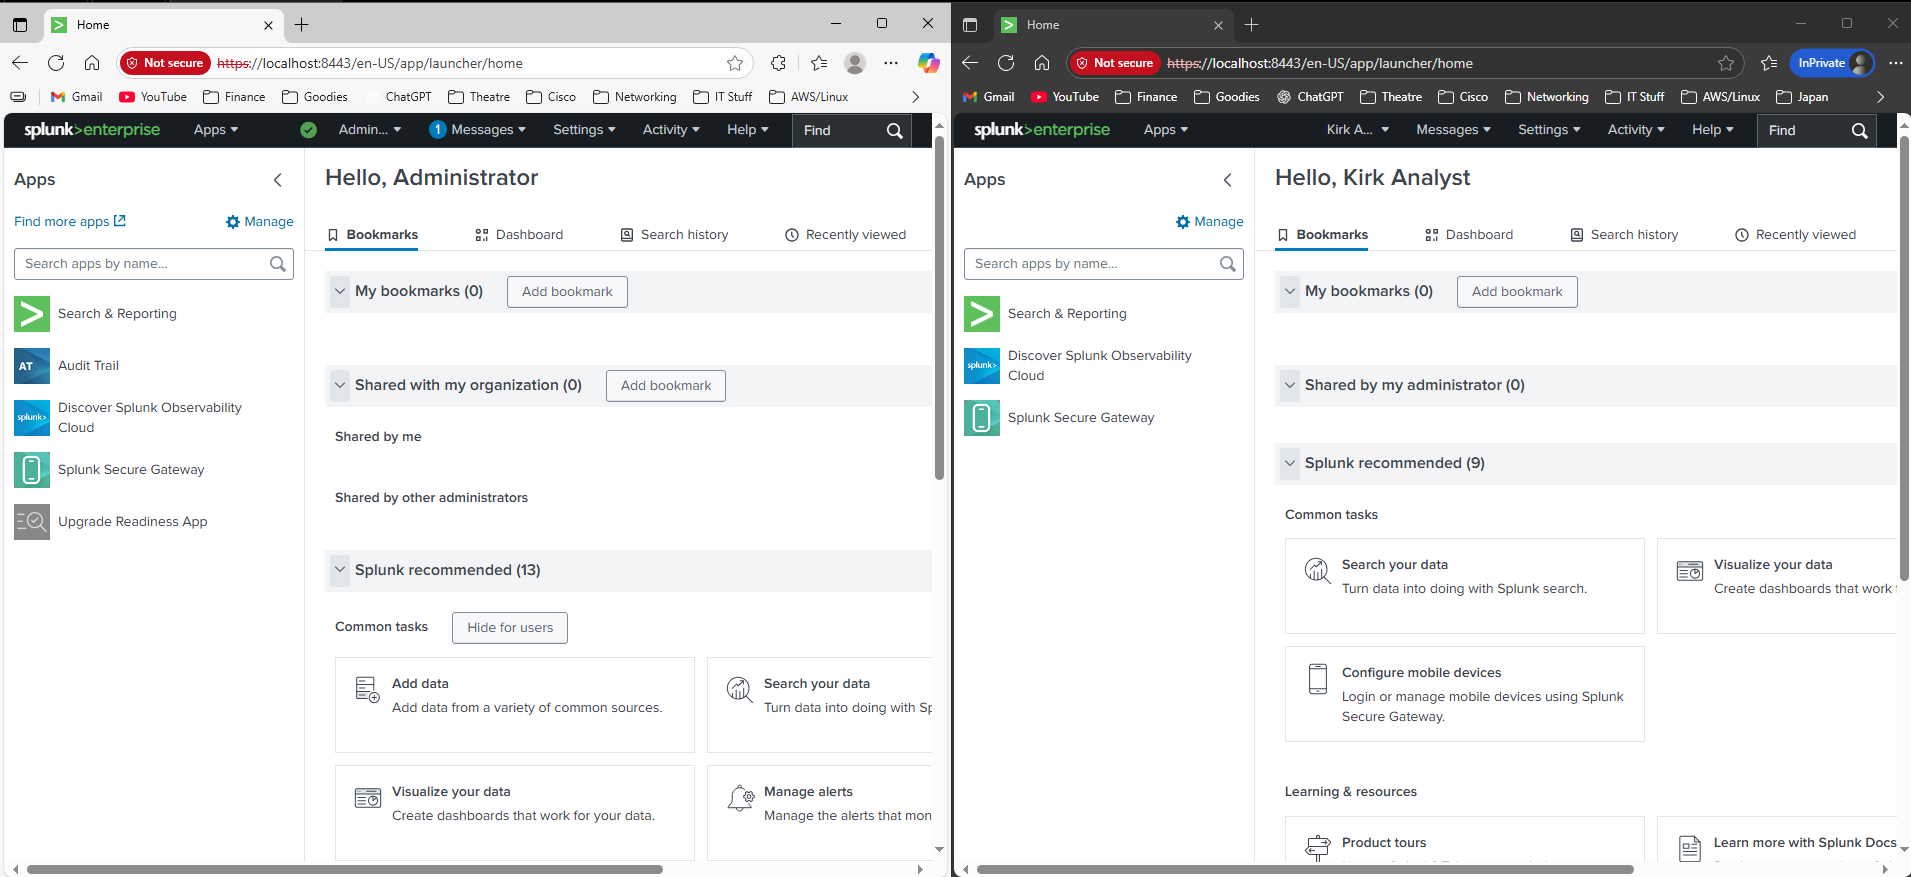 Home
Not secure https://localhost:8443/en-US/app/launcher/home
Gmail YouTube Finance Goodies ChatGPT Theatre Cisco Networking IT Stuff AWS/Linux
splunk>enterprise Apps Admin... 1 Messages Settings Activity Help Find
Apps
Find more apps Manage
Search apps by name...
Search & Reporting
AT Audit Trail
splunk> Discover Splunk Observability
Cloud
Splunk Secure Gateway
Upgrade Readiness App
Hello, Administrator
Bookmarks Dashboard Search history Recently viewed
My bookmarks (0) Add bookmark
Shared with my organization (0) Add bookmark
Shared by me
Shared by other administrators
Splunk recommended (13)
Common tasks Hide for users
Add data
Add data from a variety of common sources.
Search your data
Turn data into doing with Sp
Visualize your data
Create dashboards that work for your data.
Manage alerts
Manage the alerts that mon
Home
Not secure https://localhost:8443/en-US/app/launcher/home InPrivate
Gmail YouTube Finance Goodies ChatGPT Theatre Cisco Networking IT Stuff AWS/Linux Japan
splunk>enterprise Apps Kirk A... Messages Settings Activity Help Find
Apps
Manage
Search apps by name...
Search & Reporting
splunk> Discover Splunk Observability
Cloud
Splunk Secure Gateway
Hello, Kirk Analyst
Bookmarks Dashboard Search history Recently viewed
My bookmarks (0) Add bookmark
Shared by my administrator (0)
Splunk recommended (9)
Common tasks
Search your data
Turn data into doing with Splunk search.
Visualize your data
Create dashboards that work
Configure mobile devices
Login or manage mobile devices using Splunk
Secure Gateway.
Learning & resources
Product tours
Learn more with Splunk Docs